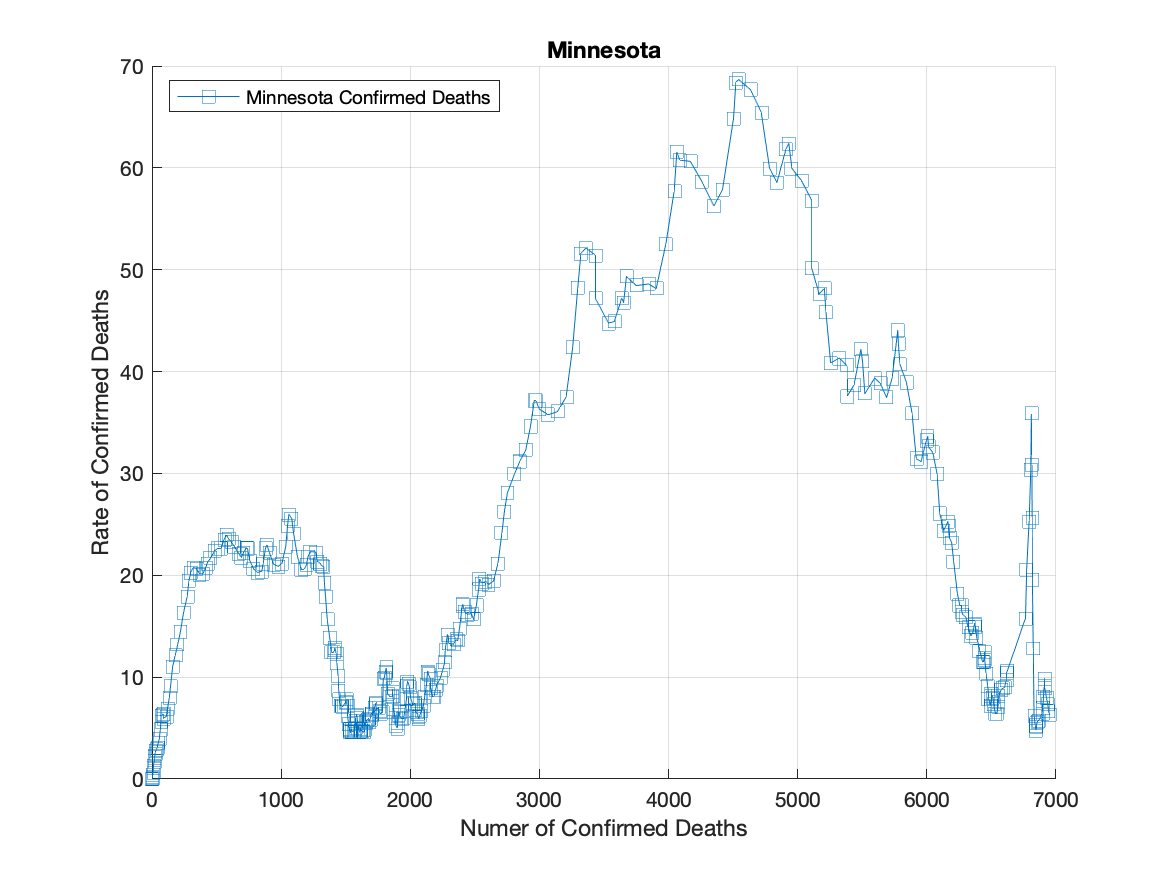 Minnesota
Minnesota Confirmed Deaths
70
60
50
40
30
20
10
0
Rate of Confirmed Deaths
0 1000 2000 3000 4000 5000 6000 7000
Numer of Confirmed Deaths